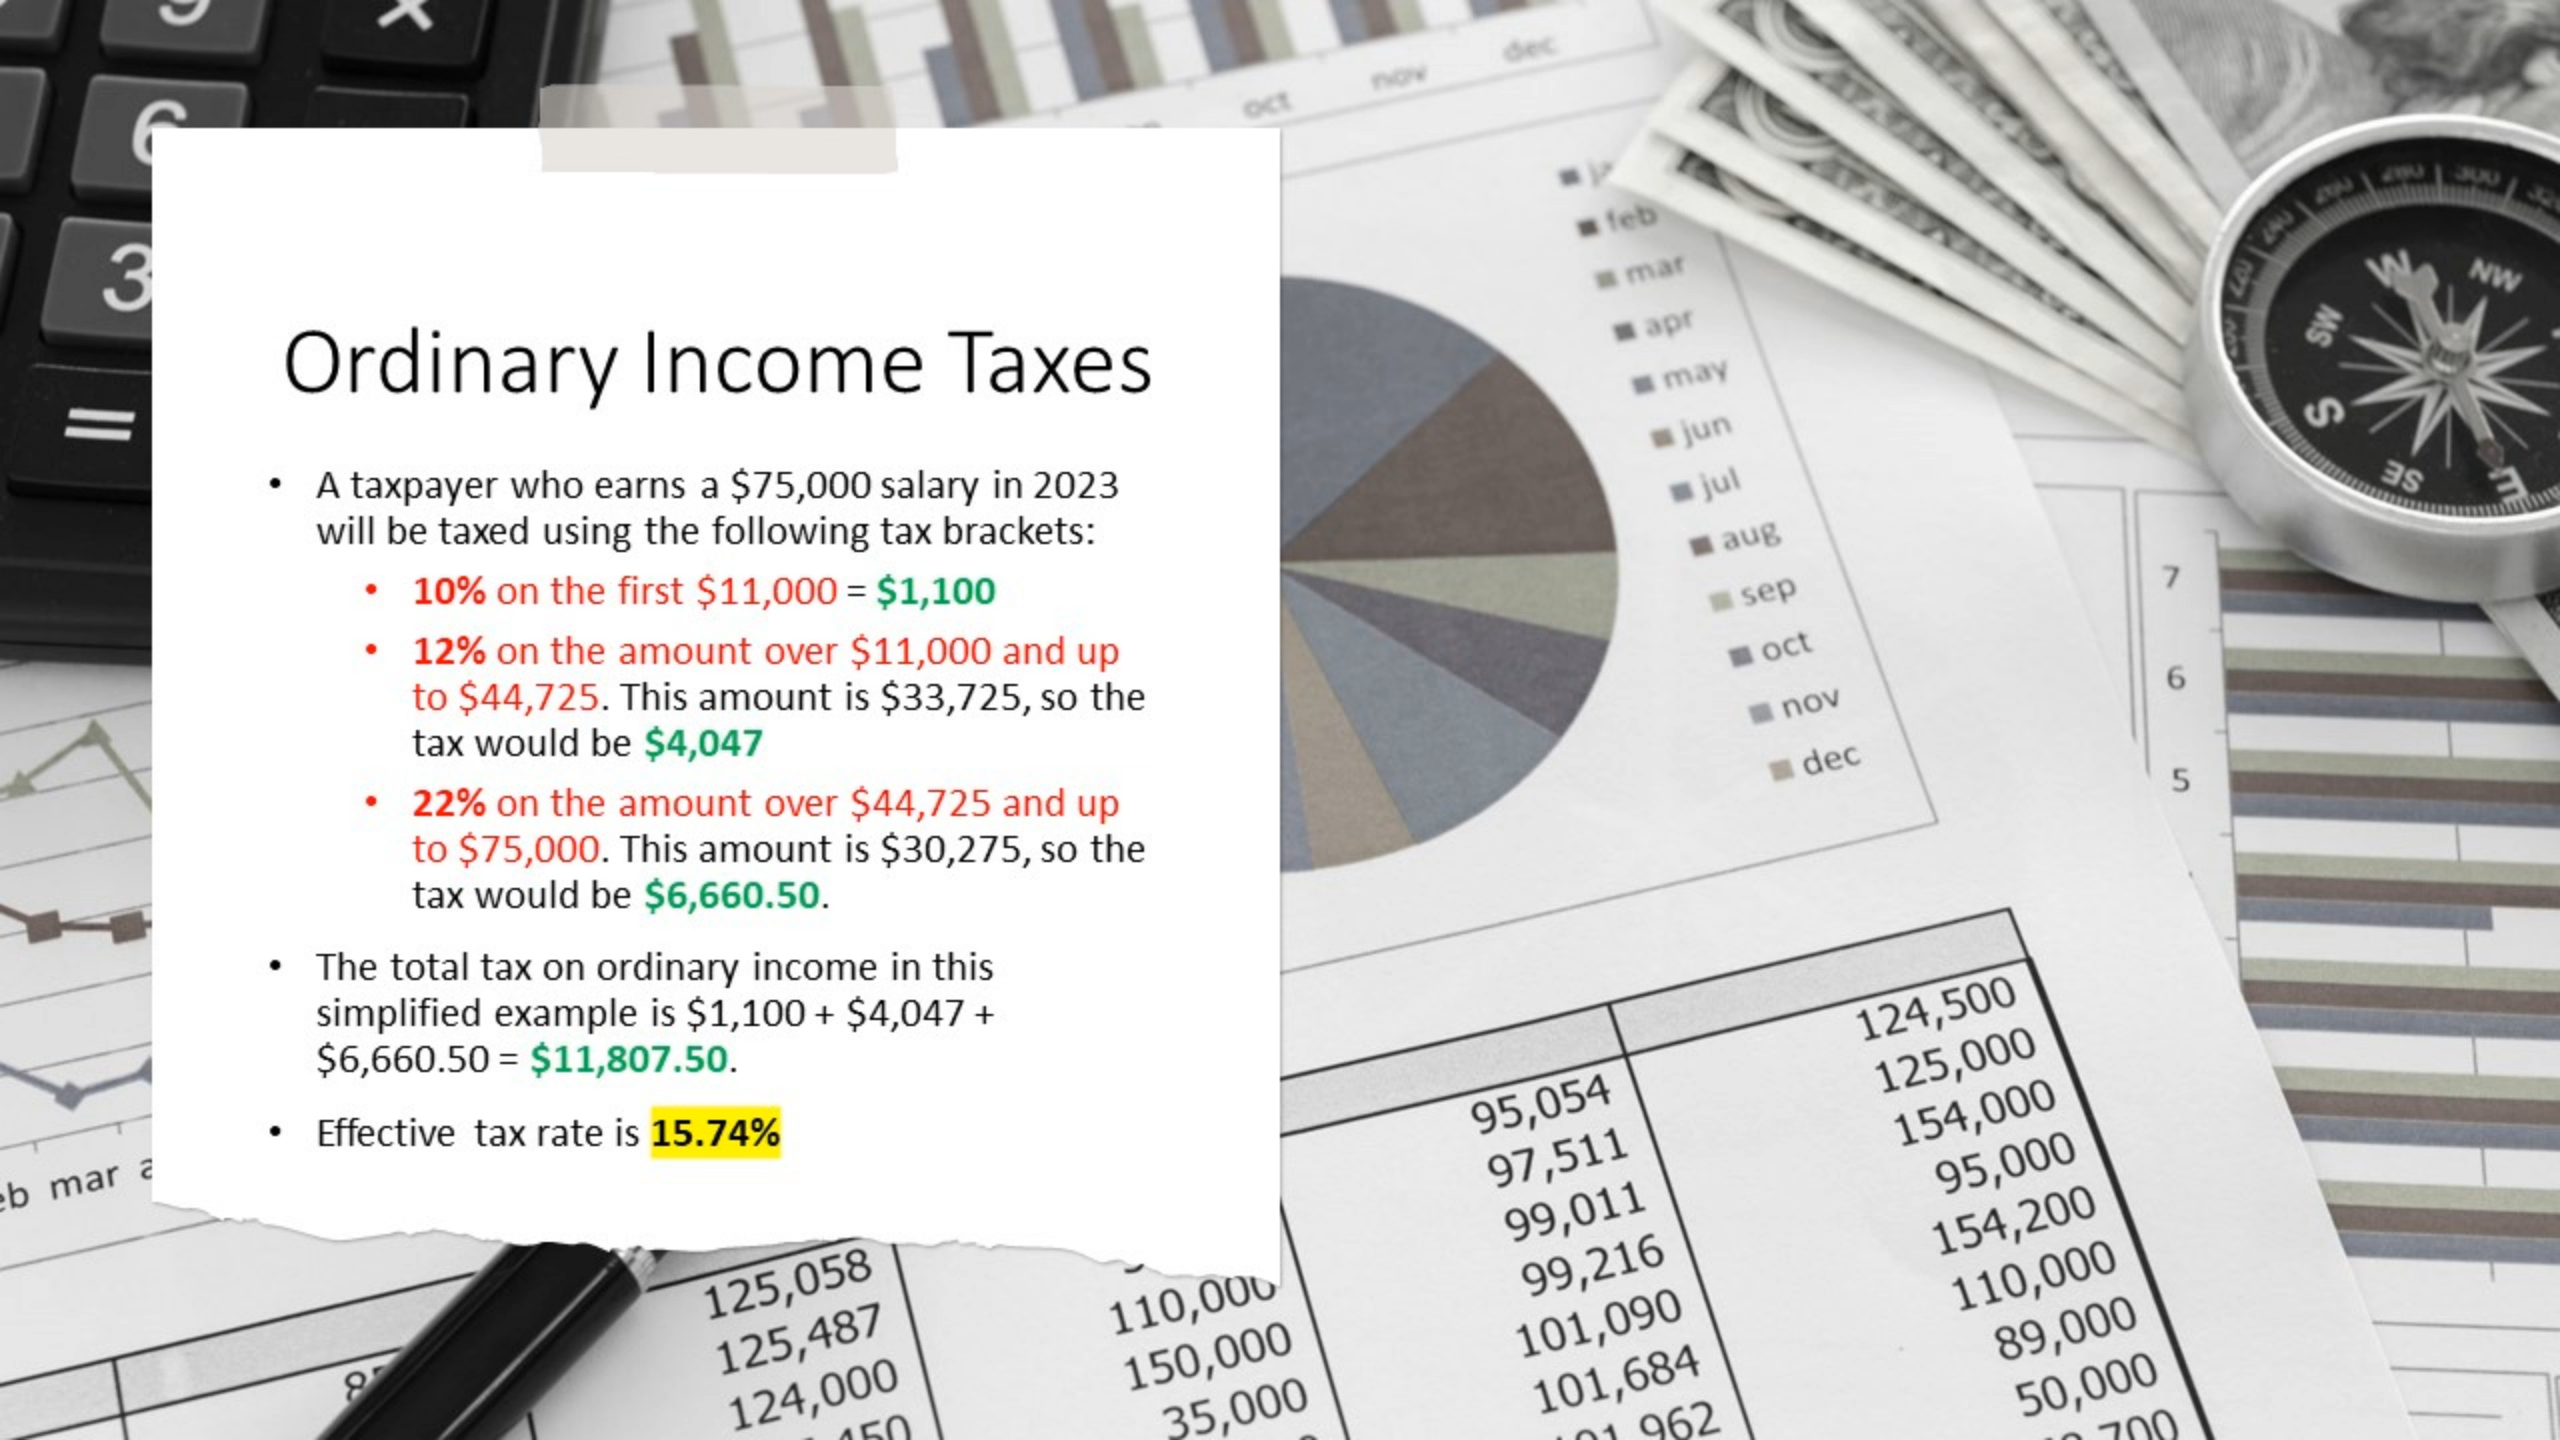 Ordinary Income Taxes
• A taxpayer who earns a $75,000 salary in 2023
will be taxed using the following tax brackets:
• 10% on the first $11,000 = $1,100
• 12% on the amount over $11,000 and up
to $44,725. This amount is $33,725, so the
tax would be $4,047
• 22% on the amount over $44,725 and up
to $75,000. This amount is $30,275, so the
tax would be $6,660.50.
• The total tax on ordinary income in this
simplified example is $1,100 + $4,047 +
$6,660.50 = $11,807.50.
• Effective tax rate is 15.74%
6
3
=
oct
nov
dec
feb
mar
apr
may
jun
jul
aug
sep
oct
nov
dec
W
NW
SW
S
SE
E
7
6
5
mar
124,500
125,000
154,000
95,000
154,200
110,000
89,000
50,000
95,054
97,511
99,011
99,216
101,090
101,684
110,000
150,000
35,000
125,058
125,487
124,000